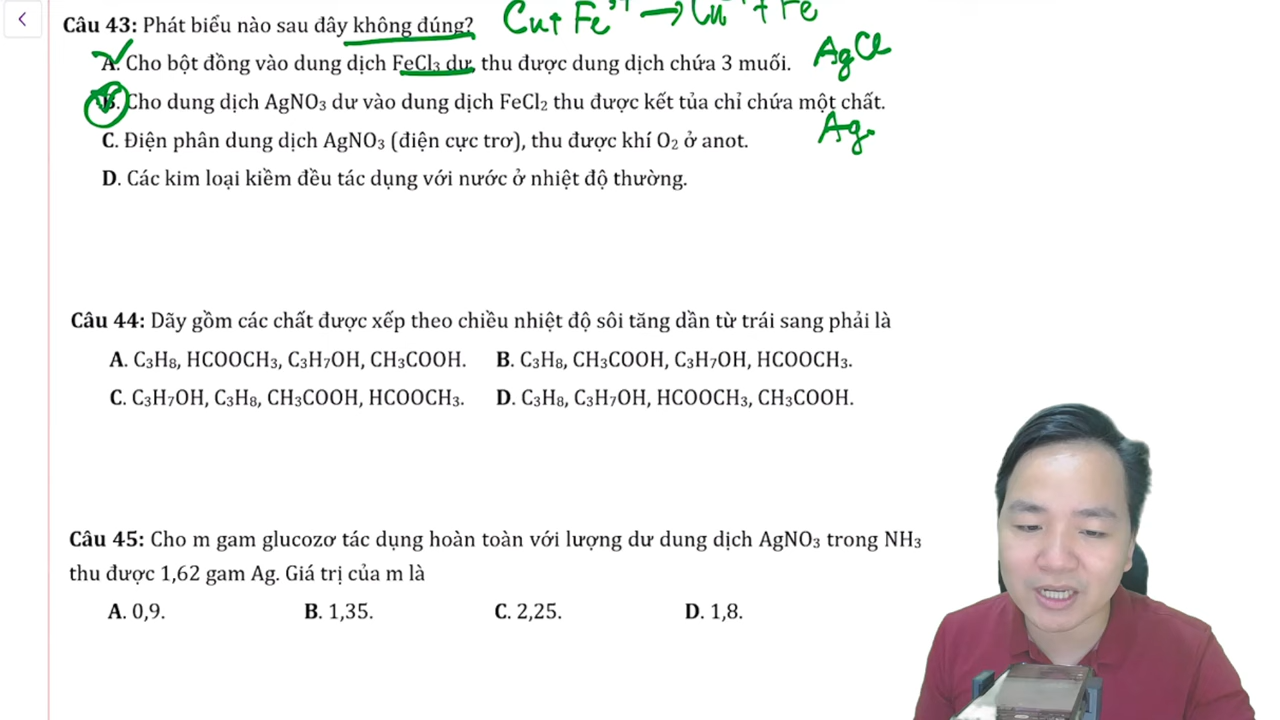 Câu 43: Phát biểu nào sau đây không đúng? Cu + Fe³⁺ → Cu + Fe
A. Cho bột đồng vào dung dịch FeCl₃ dư, thu được dung dịch chứa 3 muối. AgCl
B. Cho dung dịch AgNO₃ dư vào dung dịch FeCl₂ thu được kết tủa chỉ chứa một chất.
Ag
C. Điện phân dung dịch AgNO₃ (điện cực trơ), thu được khí O₂ ở anot.
D. Các kim loại kiềm đều tác dụng với nước ở nhiệt độ thường.
Câu 44: Dãy gồm các chất được xếp theo chiều nhiệt độ sôi tăng dần từ trái sang phải là
A. C₃H₈, HCOOCH₃, C₃H₇OH, CH₃COOH. B. C₃H₈, CH₃COOH, C₃H₇OH, HCOOCH₃.
C. C₃H₇OH, C₃H₈, CH₃COOH, HCOOCH₃. D. C₃H₈, C₃H₇OH, HCOOCH₃, CH₃COOH.
Câu 45: Cho m gam glucozơ tác dụng hoàn toàn với lượng dư dung dịch AgNO₃ trong NH₃
thu được 1,62 gam Ag. Giá trị của m là
A. 0,9. B. 1,35. C. 2,25. D. 1,8.